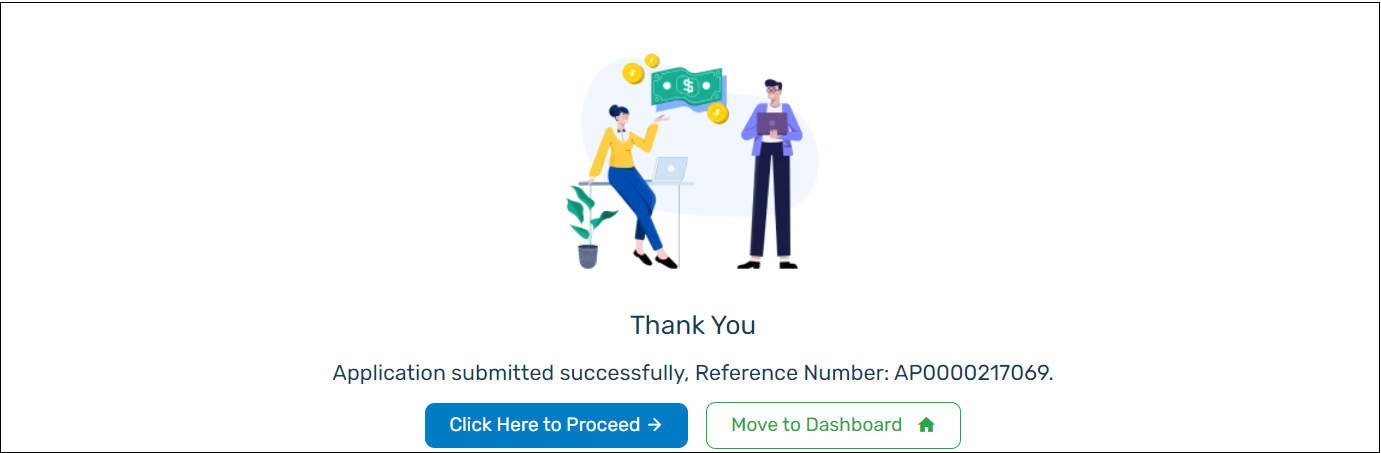 Thank You
Application submitted successfully, Reference Number: AP0000217069.
Click Here to Proceed →
Move to Dashboard